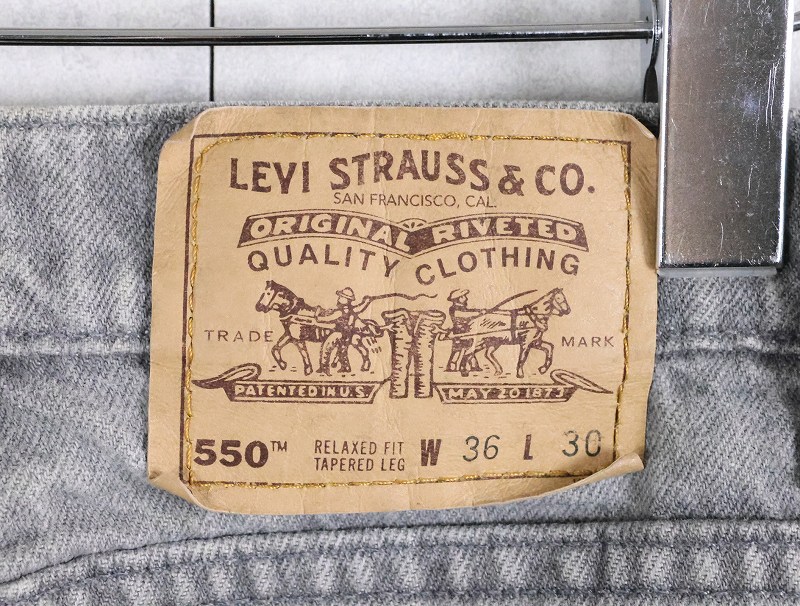 LEVI STRAUSS & CO.
SAN FRANCISCO, CAL.
ORIGINAL RIVETED
QUALITY CLOTHING
TRADE MARK
PATENTED IN U.S. MAY 20 1873
550™ RELAXED FIT W 36 L 30
TAPERED LEG